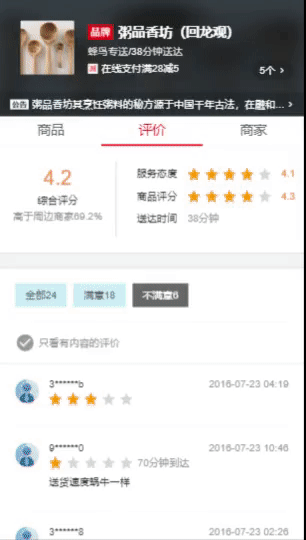 品牌 粥品香坊（回龙观）
蜂鸟专送/38分钟送达
减 在线支付满28减5
5个 >
公告 粥品香坊其烹饪粥料的秘方源于中国千年古法，在融和... >
商品 评价 商家
4.2
综合评分
高于周边商家69.2%
服务态度 4.1
商品评分 4.3
送达时间 38分钟
全部24 满意18 不满意6
只看有内容的评价
3******b 2016-07-23 04:19
9******0 2016-07-23 10:46
70分钟到达
送货速度蜗牛一样
3******8 2016-07-23 02:26